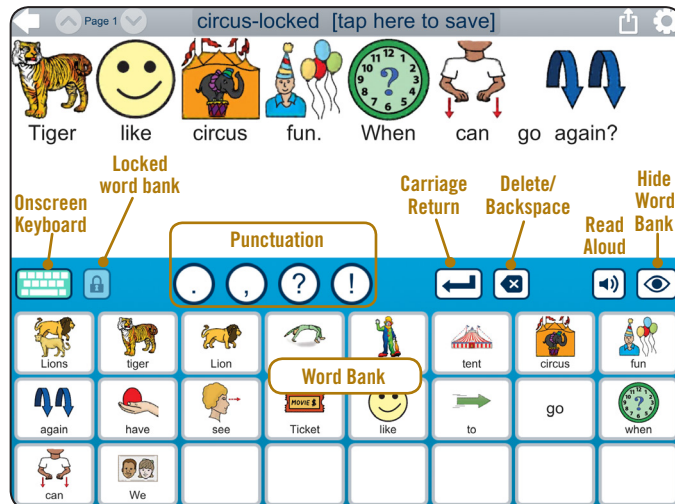 Page 1
circus-locked [tap here to save]
Tiger like circus fun. When can go again?
Onscreen
Keyboard
Locked
word bank
Punctuation
Carriage
Return
Delete/
Backspace
Read
Aloud
Hide
Word
Bank
. , ? !
Lions tiger Lion tent circus fun
Word Bank
MOVIE $
again have see Ticket like to go when
can We